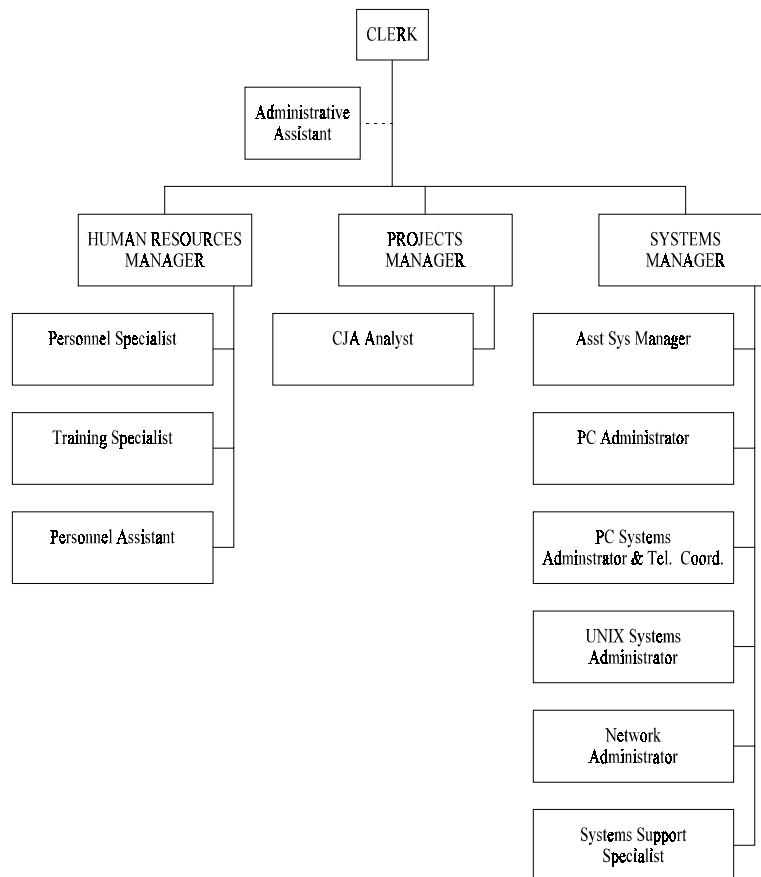 CLERK
Administrative
Assistant
HUMAN RESOURCES
MANAGER
PROJECTS
MANAGER
SYSTEMS
MANAGER
Personnel Specialist
CJA Analyst
Asst Sys Manager
Training Specialist
PC Administrator
Personnel Assistant
PC Systems
Adminstrator & Tel. Coord.
UNIX Systems
Administrator
Network
Administrator
Systems Support
Specialist